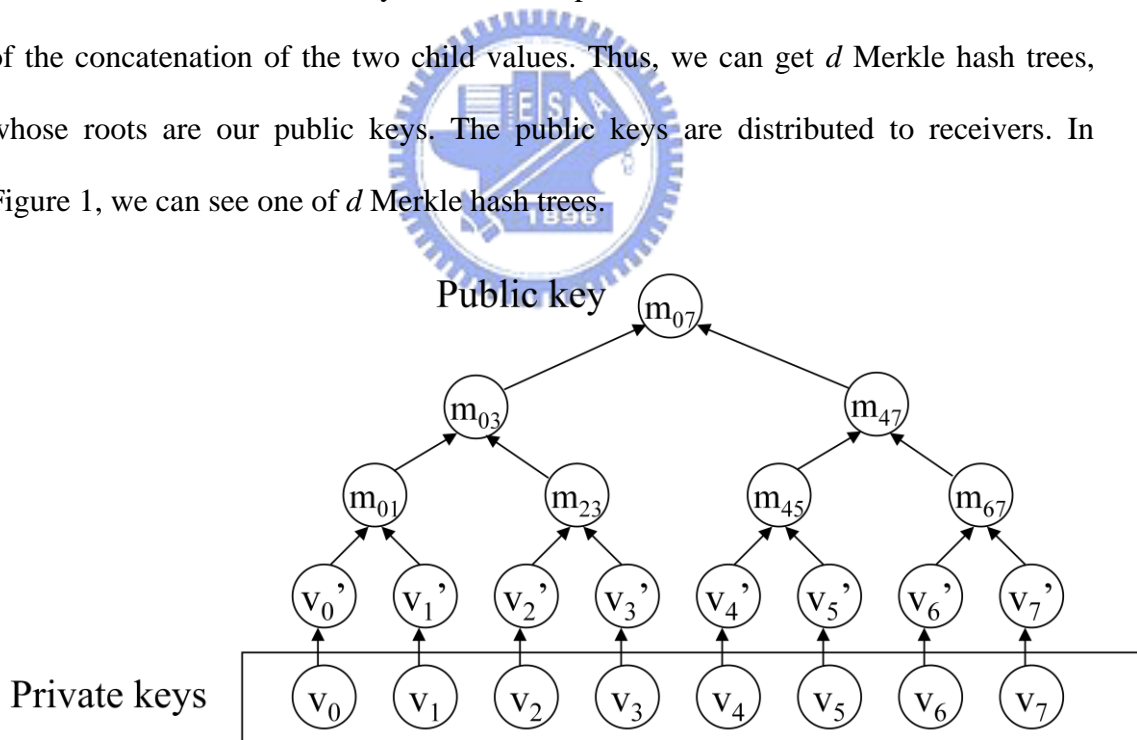 of the concatenation of the two child values. Thus, we can get d Merkle hash trees,
whose roots are our public keys. The public keys are distributed to receivers. In
Figure 1, we can see one of d Merkle hash trees.
E S A
1896
Public key m07
m03 m47
m01 m23 m45 m67
v0’ v1’ v2’ v3’ v4’ v5’ v6’ v7’
Private keys v0 v1 v2 v3 v4 v5 v6 v7